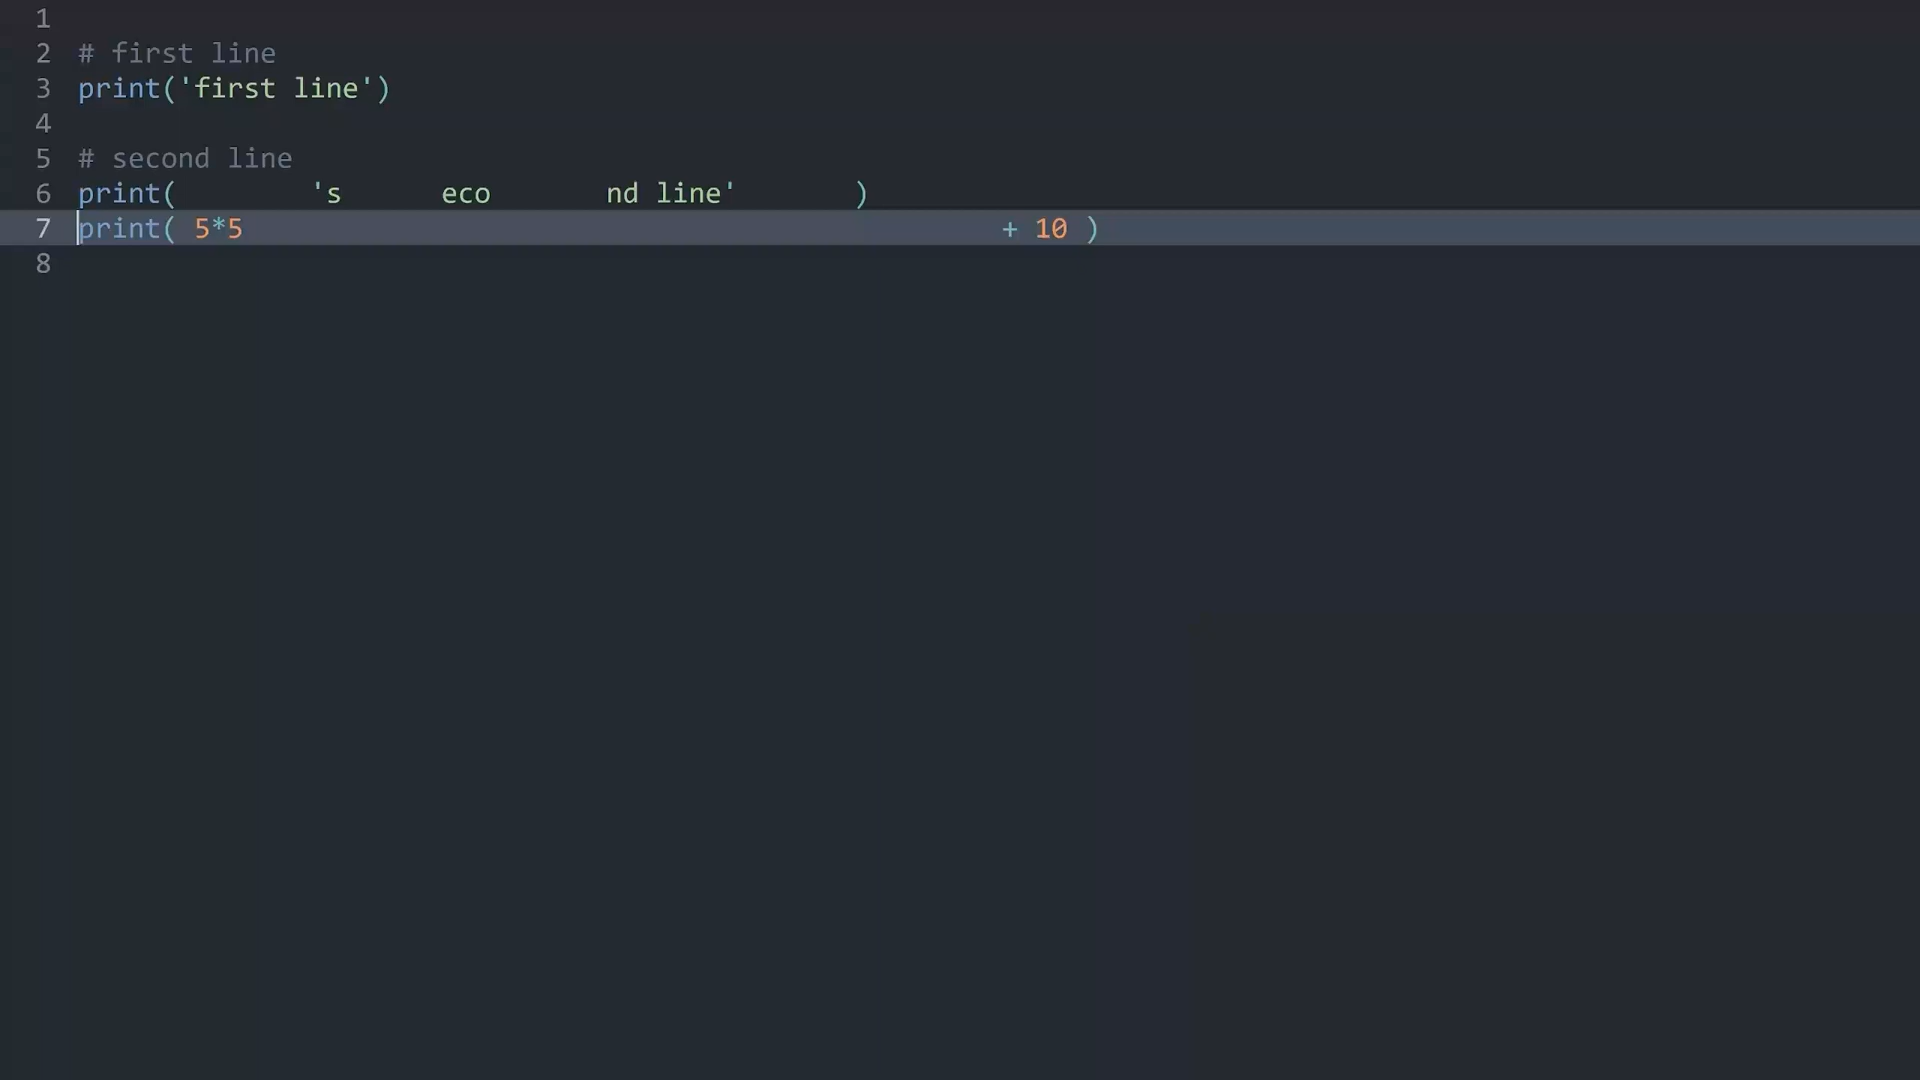 1
2 # first line
3 print('first line')
4
5 # second line
6 print(        's      eco       nd line'       )
7 print( 5*5                                              + 10 )
8